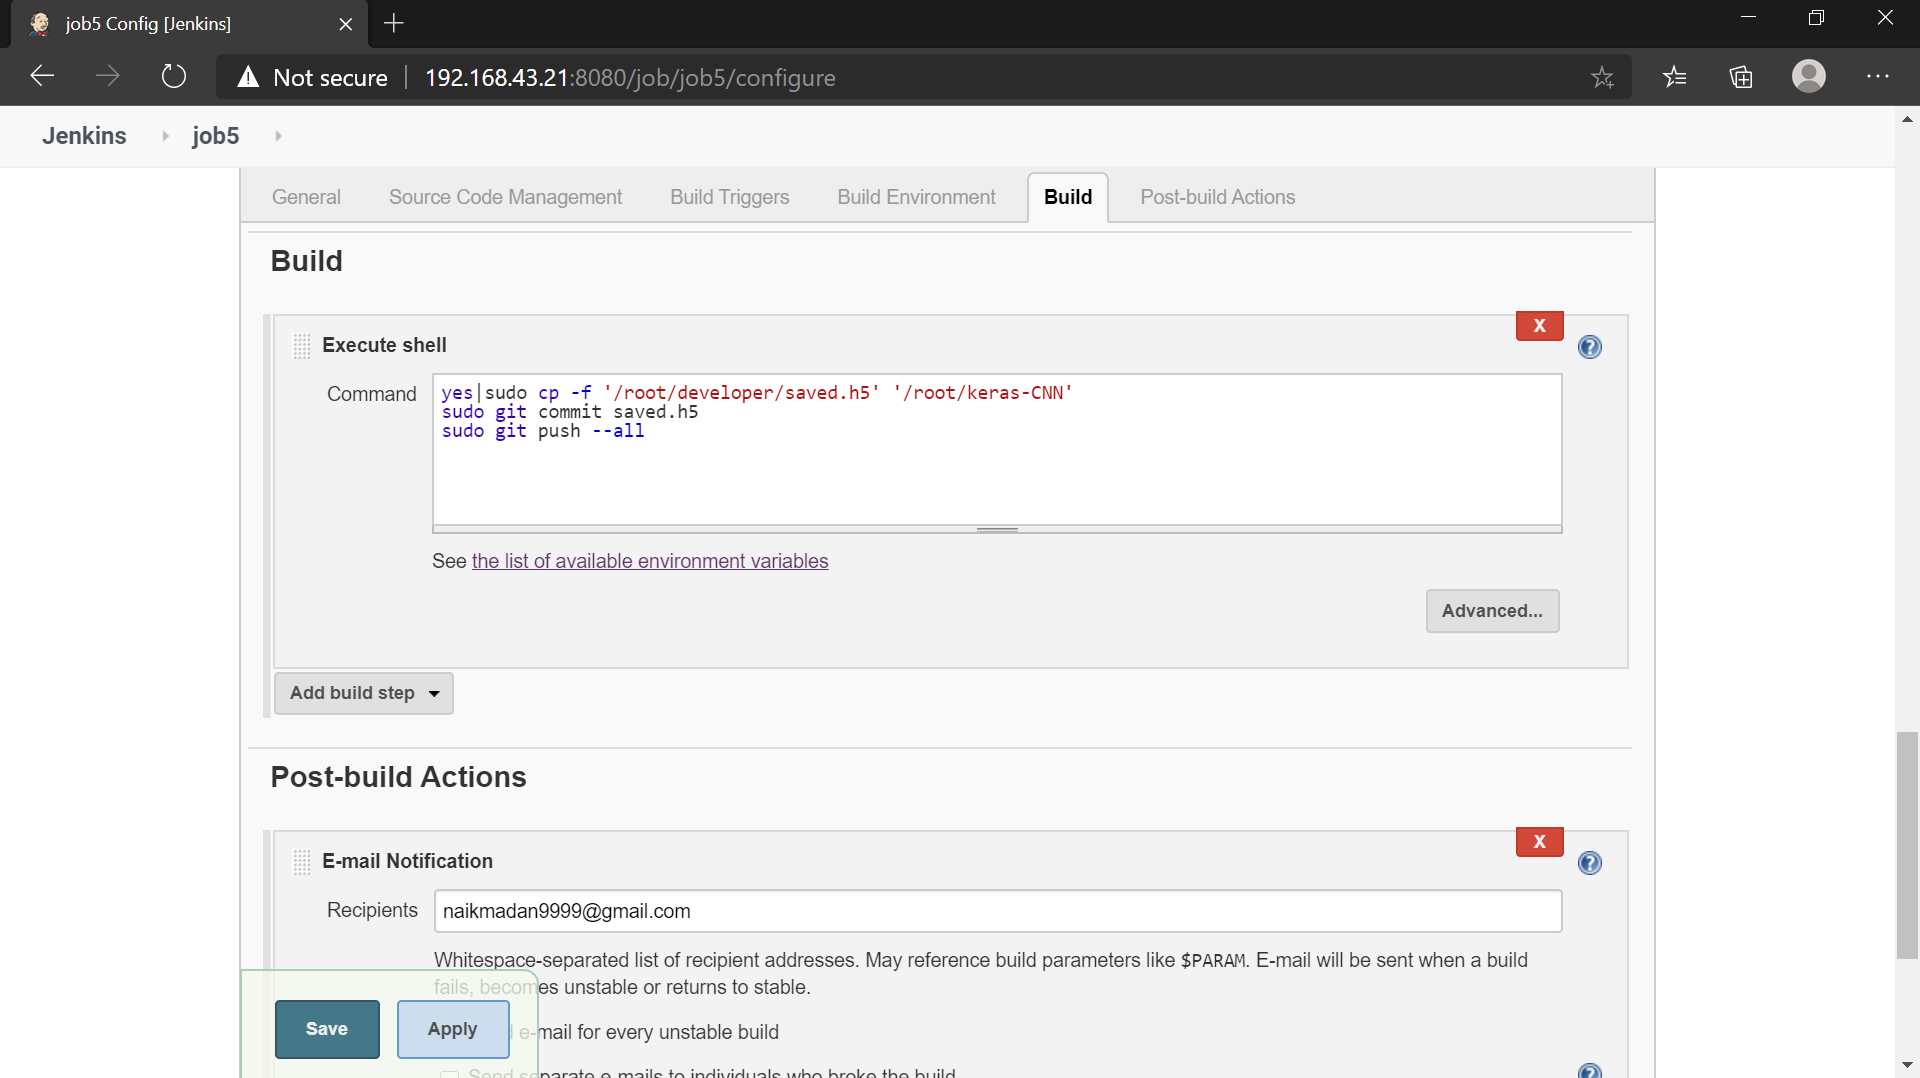 job5 Config [Jenkins]
Not secure 192.168.43.21:8080/job/job5/configure
Jenkins job5
General Source Code Management Build Triggers Build Environment Build Post-build Actions
Build
X
Execute shell
Command
yes|sudo cp -f '/root/developer/saved.h5' '/root/keras-CNN'
sudo git commit saved.h5
sudo git push --all
See the list of available environment variables
Advanced...
Add build step
Post-build Actions
X
E-mail Notification
Recipients naikmadan9999@gmail.com
Whitespace-separated list of recipient addresses. May reference build parameters like $PARAM. E-mail will be sent when a build
fails, becomes unstable or returns to stable.
e-mail for every unstable build
Save Apply
Send separate e-mails to individuals who broke the build